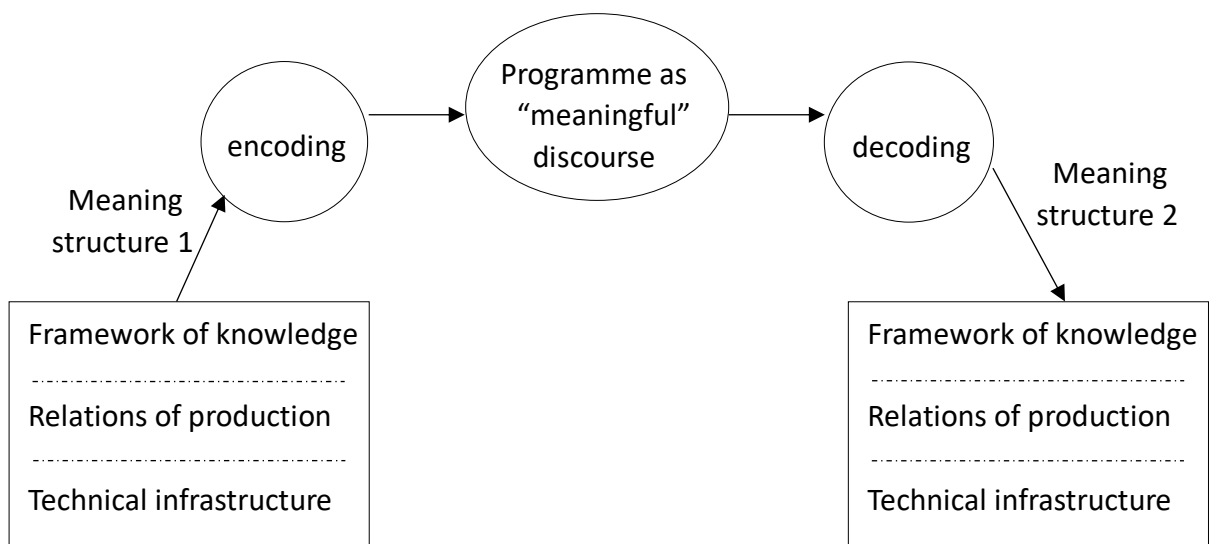 Programme as
“meaningful”
discourse
encoding
decoding
Meaning
structure 1
Meaning
structure 2
Framework of knowledge
Relations of production
Technical infrastructure
Framework of knowledge
Relations of production
Technical infrastructure